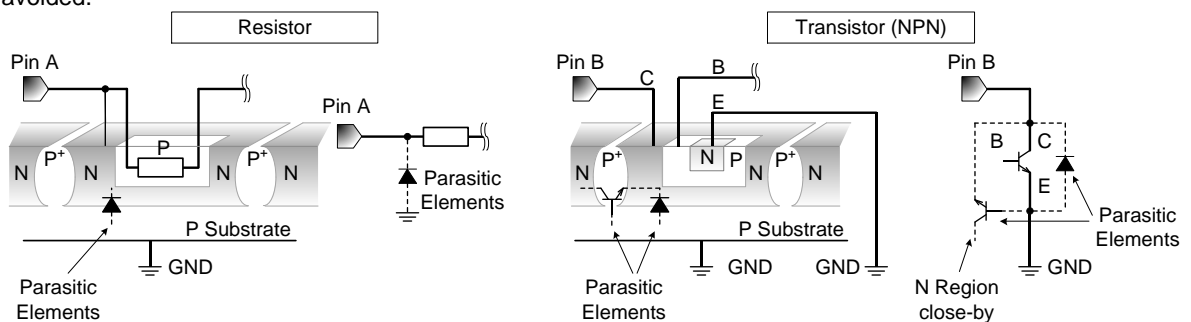 avoided.
Resistor
Transistor (NPN)
Pin A
Pin A
P
N
P+
N
N
P+
N
Parasitic
Elements
P Substrate
GND
Parasitic
Elements
Pin B
C
B
E
N
P+
N
N
P
P+
N
N
P Substrate
GND
GND
Parasitic
Elements
Pin B
B
C
E
Parasitic
Elements
GND
N Region
close-by